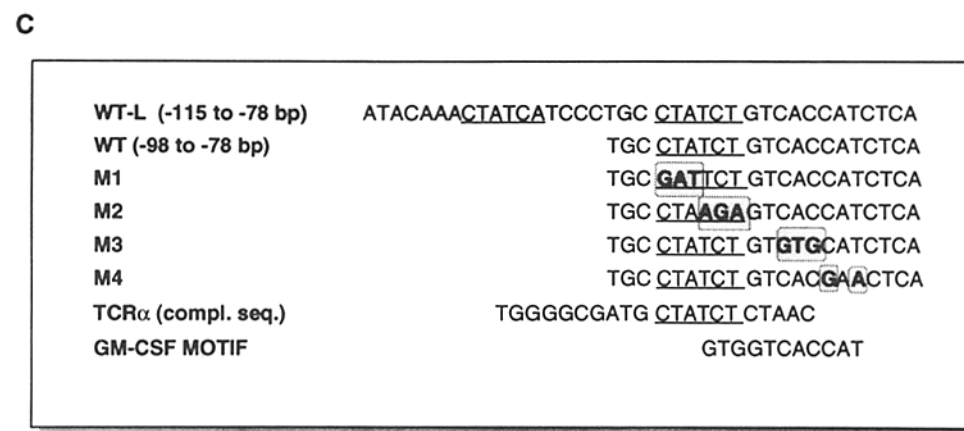 C
WT-L (-115 to -78 bp) ATACAAACTATCATCCCTGC CTATCT GTCACCATCTCA
WT (-98 to -78 bp) TGC CTATCT GTCACCATCTCA
M1 TGC GATTCT GTCACCATCTCA
M2 TGC CTAAGAGTCACCATCTCA
M3 TGC CTATCT GTGTGCATCTCA
M4 TGC CTATCT GTCACGAACTCA
TCRα (compl. seq.) TGGGGCGATG CTATCT CTAAC
GM-CSF MOTIF GTGGTCACCAT